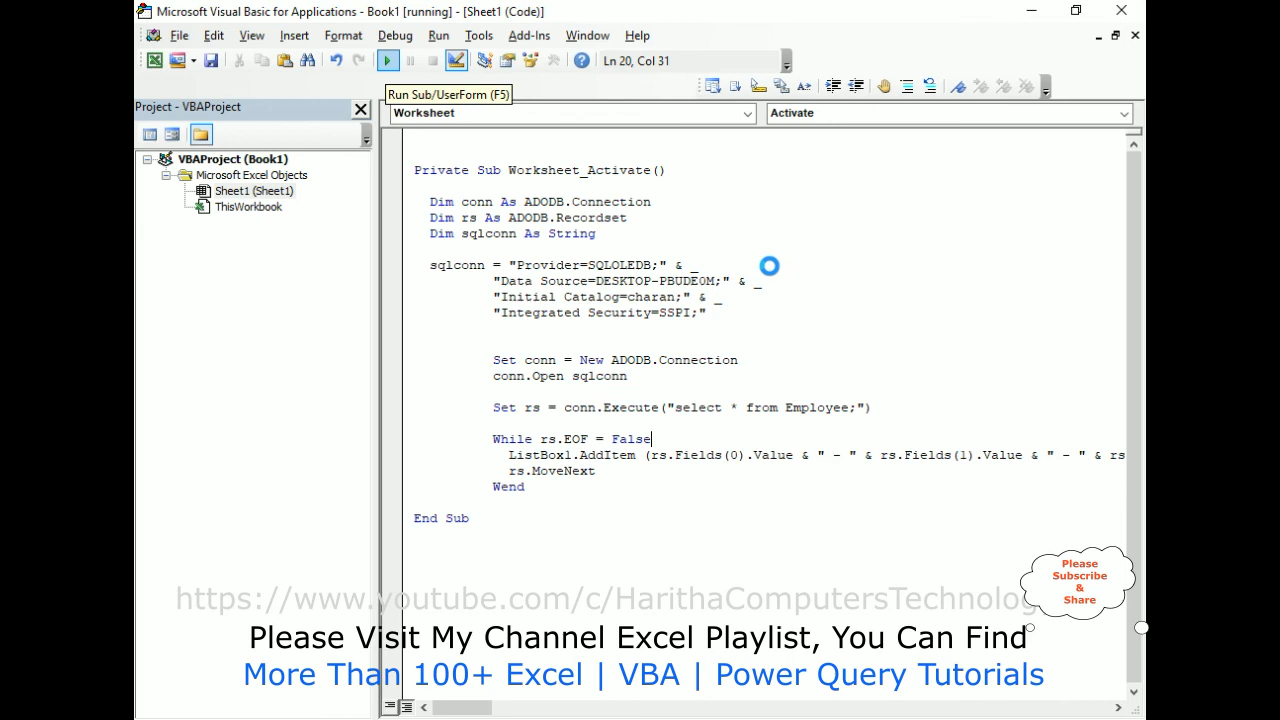 Microsoft Visual Basic for Applications - Book1 [running] - [Sheet1 (Code)]
File Edit View Insert Format Debug Run Tools Add-Ins Window Help
Ln 20, Col 31
Run Sub/UserForm (F5)
Project - VBAProject
Worksheet
Activate
VBAProject (Book1)
Microsoft Excel Objects
Sheet1 (Sheet1)
ThisWorkbook
Private Sub Worksheet_Activate()
Dim conn As ADODB.Connection
Dim rs As ADODB.Recordset
Dim sqlconn As String
sqlconn = "Provider=SQLOLEDB;" & _
"Data Source=DESKTOP-PBUDE0M;" & _
"Initial Catalog=charan;" & _
"Integrated Security=SSPI;"
Set conn = New ADODB.Connection
conn.Open sqlconn
Set rs = conn.Execute("select * from Employee;")
While rs.EOF = False
ListBox1.AddItem (rs.Fields(0).Value & " - " & rs.Fields(1).Value & " - " & rs
rs.MoveNext
Wend
End Sub
Please
Subscribe
&
Share
https://www.youtube.com/c/HarithaComputersTechnolog
Please Visit My Channel Excel Playlist, You Can Find
More Than 100+ Excel | VBA | Power Query Tutorials